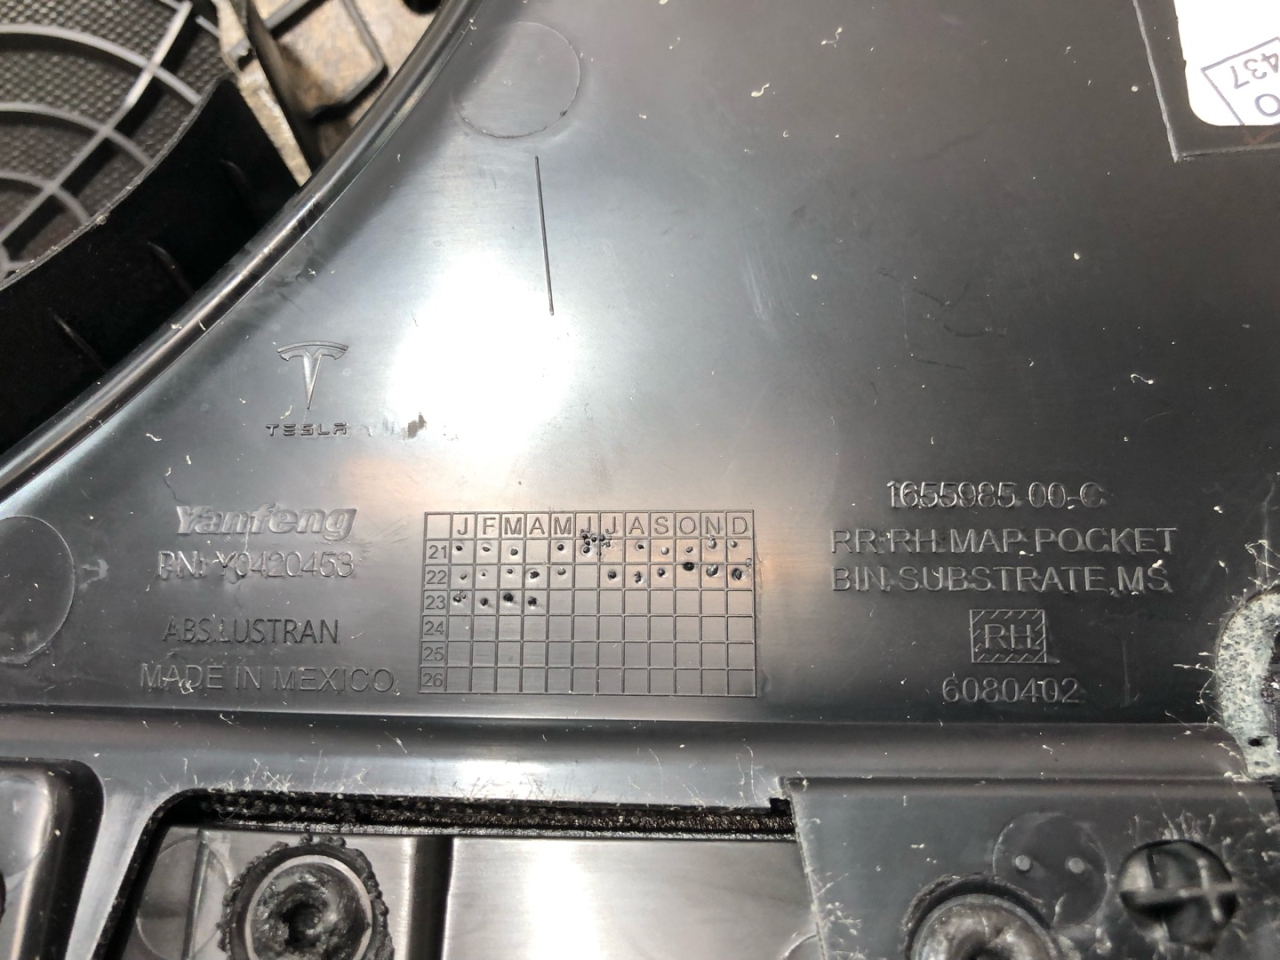 437
0
TESLA
Yanfeng
PN: Y0420453
ABS.LUSTRAN
MADE IN MEXICO
J F M A M J J A S O N D
21
22
23
24
25
26
1655985-00-C
RR.RH.MAP POCKET
BIN,SUBSTRATE,MS
RH
6080402